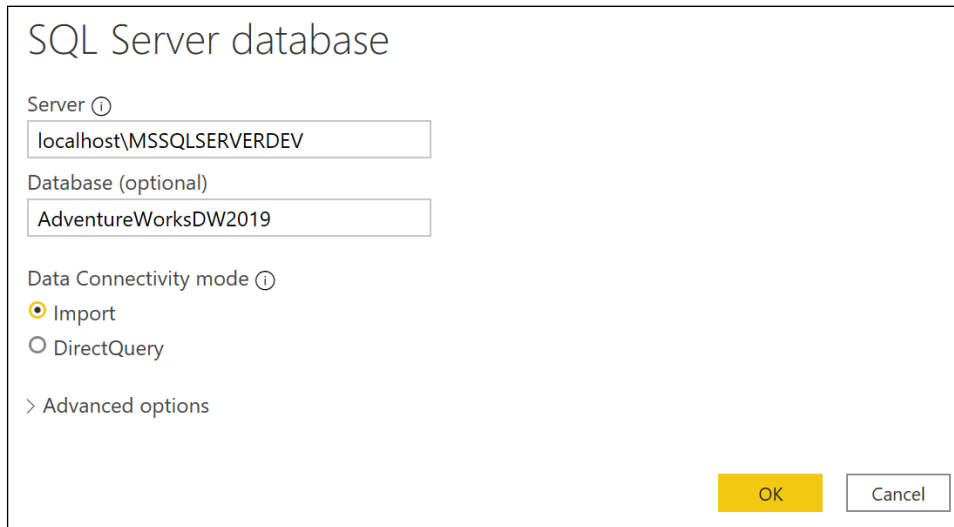 SQL Server database
Server
localhost\MSSQLSERVERDEV
Database (optional)
AdventureWorksDW2019
Data Connectivity mode
Import
DirectQuery
Advanced options
OK Cancel